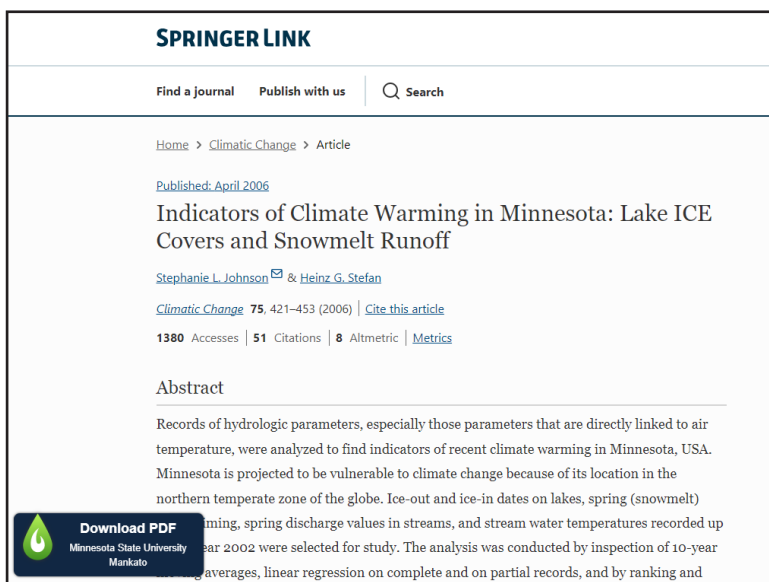 SPRINGER LINK
Find a journal Publish with us Search
Home > Climatic Change > Article
Published: April 2006
Indicators of Climate Warming in Minnesota: Lake ICE
Covers and Snowmelt Runoff
Stephanie L. Johnson & Heinz G. Stefan
Climatic Change 75, 421–453 (2006) | Cite this article
1380 Accesses | 51 Citations | 8 Altmetric | Metrics
Abstract
Records of hydrologic parameters, especially those parameters that are directly linked to air
temperature, were analyzed to find indicators of recent climate warming in Minnesota, USA.
Minnesota is projected to be vulnerable to climate change because of its location in the
northern temperate zone of the globe. Ice-out and ice-in dates on lakes, spring (snowmelt)
timing, spring discharge values in streams, and stream water temperatures recorded up
year 2002 were selected for study. The analysis was conducted by inspection of 10-year
averages, linear regression on complete and on partial records, and by ranking and
Download PDF
Minnesota State University
Mankato